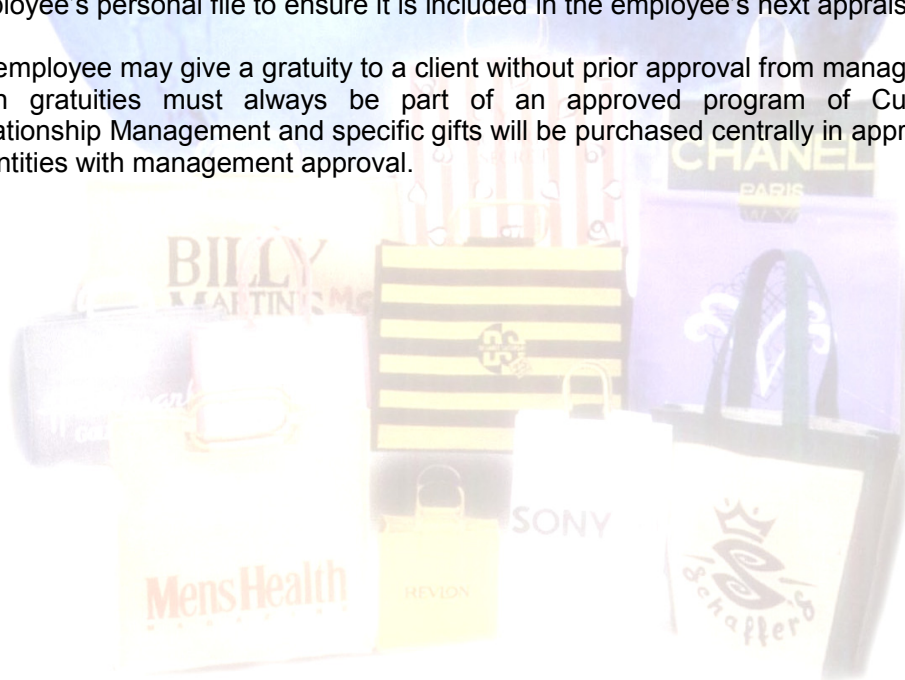 ployee's personal file to ensure it is included in the employee's next apprais
employee may give a gratuity to a client without prior approval from manag
h gratuities must always be part of an approved program of Cu
ationship Management and specific gifts will be purchased centrally in appr
ntities with management approval.
CHANEL
PARIS
BILLY
MARTIN'S
SONY
MensHealth
REVLON
Schaffer's